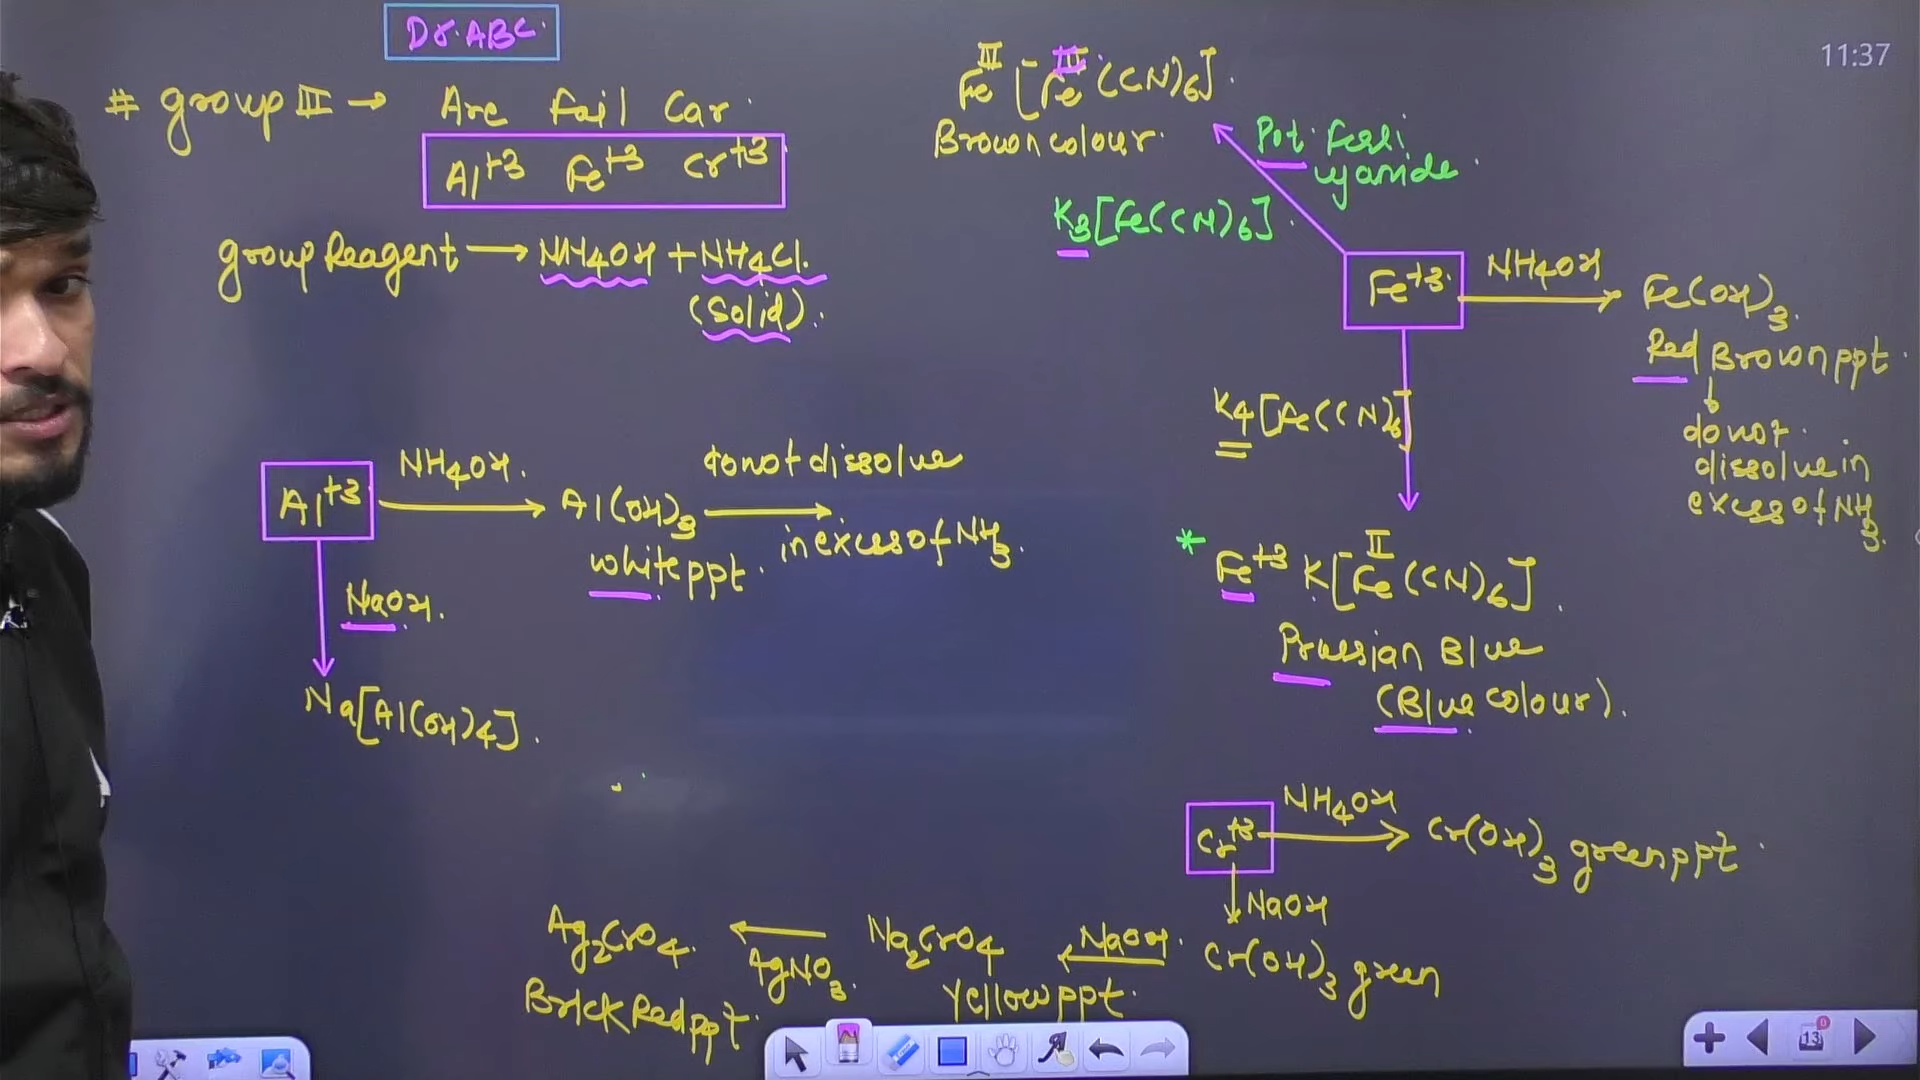 Dr. ABC.
11:37
# group III → Are Fail Car.
Al+3 Fe+3 Cr+3
group Reagent → NH4OH + NH4Cl.
(Solid).
III III
Fe [Fe (CN)6].
Brown colour.
Pot. Ferri
cyanide.
K3[Fe(CN)6].
Fe+3.
NH4OH
Fe(OH)3.
Red Brown ppt.
do not.
dissolve in
excess of NH3.
K4[Fe(CN)6]
II
* Fe+3 K[Fe (CN)6].
Prussian Blue
(Blue colour).
Al+3
NH4OH.
Al(OH)3
white ppt.
do not dissolve
in excess of NH3.
NaOH.
Na[Al(OH)4].
Cr+3
NH4OH
Cr(OH)3 green ppt.
NaOH
Cr(OH)3 green
NaOH.
Na2CrO4
Yellow ppt.
AgNO3.
Ag2CrO4.
Brick Red ppt.
13